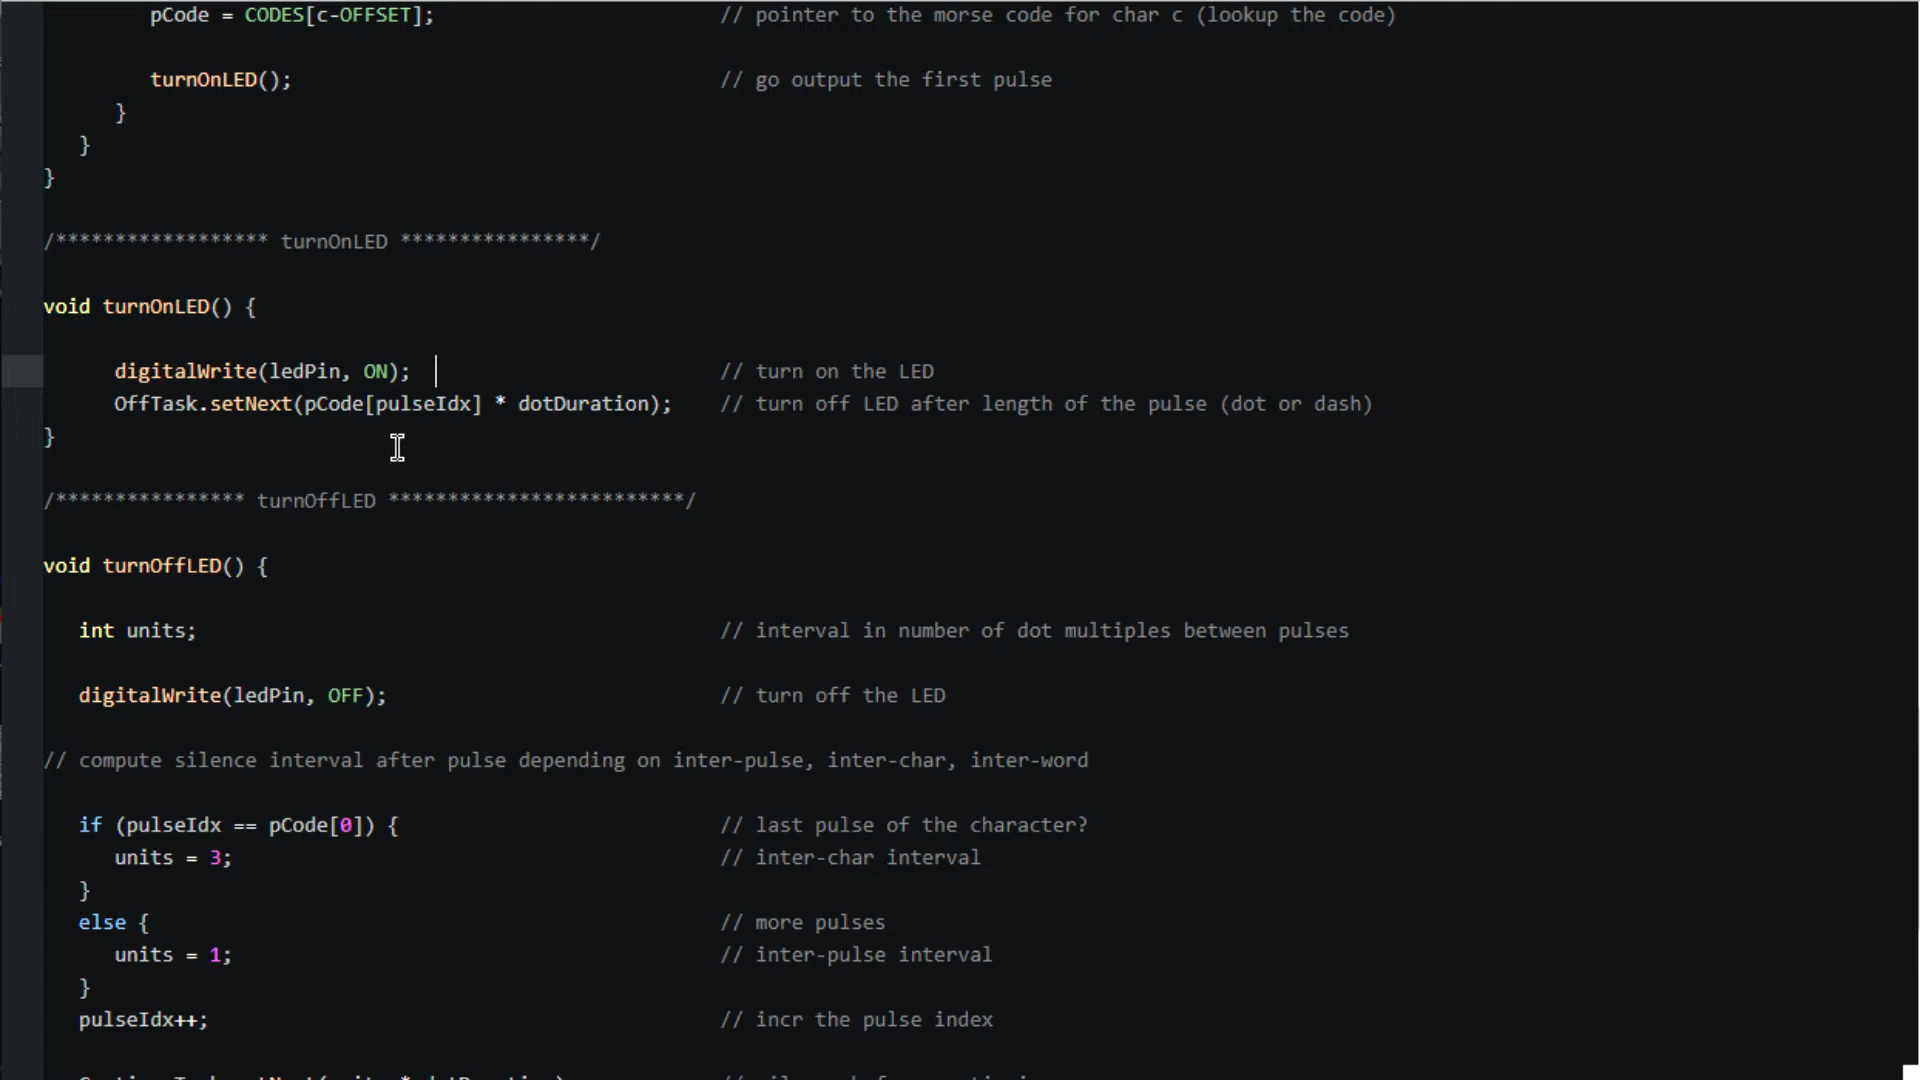 pCode = CODES[c-OFFSET]; // pointer to the morse code for char c (lookup the code)
turnOnLED(); // go output the first pulse
}
}
}
/****************** turnOnLED ****************/
void turnOnLED() {
digitalWrite(ledPin, ON); // turn on the LED
OffTask.setNext(pCode[pulseIdx] * dotDuration); // turn off LED after length of the pulse (dot or dash)
}
/**************** turnOffLED *************************/
void turnOffLED() {
int units; // interval in number of dot multiples between pulses
digitalWrite(ledPin, OFF); // turn off the LED
// compute silence interval after pulse depending on inter-pulse, inter-char, inter-word
if (pulseIdx == pCode[0]) { // last pulse of the character?
units = 3; // inter-char interval
}
else { // more pulses
units = 1; // inter-pulse interval
}
pulseIdx++; // incr the pulse index